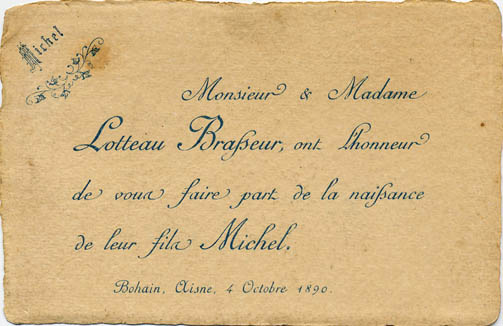 Michel
Monsieur & Madame
Lotteau Braſseur, ont l'honneur
de vous faire part de la naiſsance
de leur fils Michel.
Bohain, Aisne, 4 Octobre 1890.